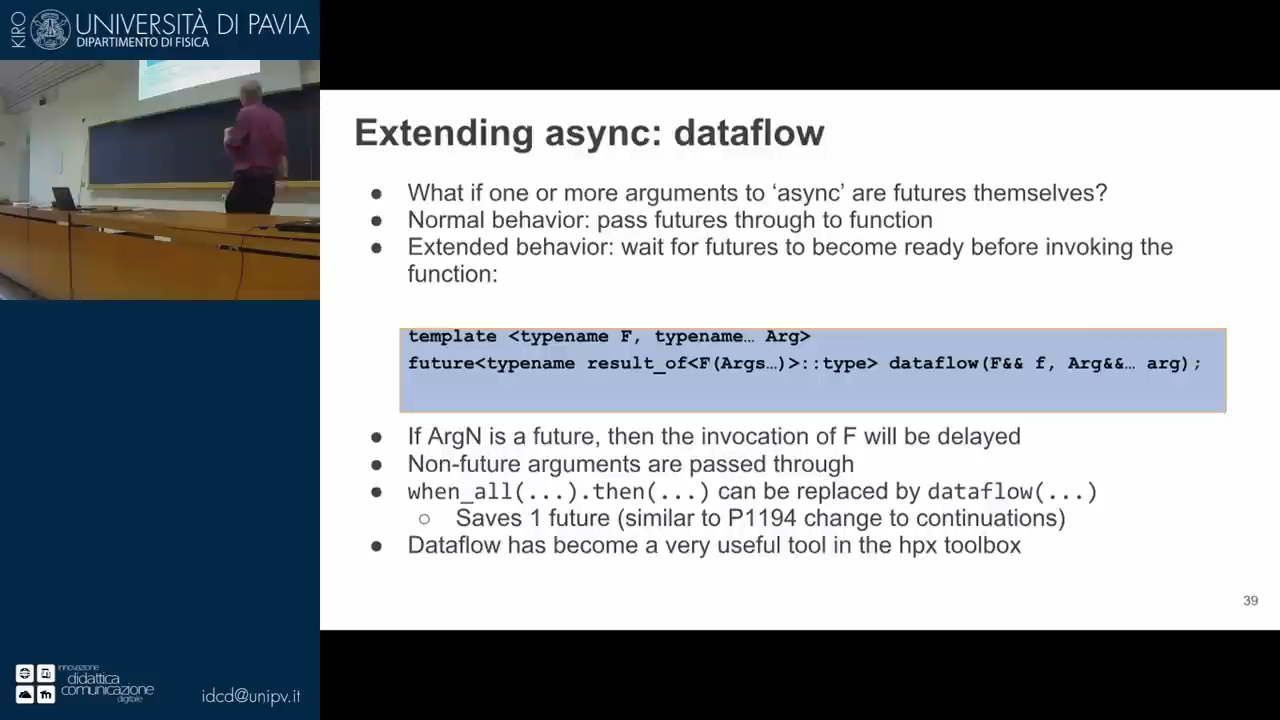 KIRO
UNIVERSITÀ DI PAVIA
DIPARTIMENTO DI FISICA
Extending async: dataflow
● What if one or more arguments to ‘async’ are futures themselves?
● Normal behavior: pass futures through to function
● Extended behavior: wait for futures to become ready before invoking the
function:
template <typename F, typename… Arg>
future<typename result_of<F(Args…)>::type> dataflow(F&& f, Arg&&… arg);
● If ArgN is a future, then the invocation of F will be delayed
● Non-future arguments are passed through
● when_all(...).then(...) can be replaced by dataflow(...)
○ Saves 1 future (similar to P1194 change to continuations)
● Dataflow has become a very useful tool in the hpx toolbox
39
innovazione
didattica
comunicazione
digitale
idcd@unipv.it